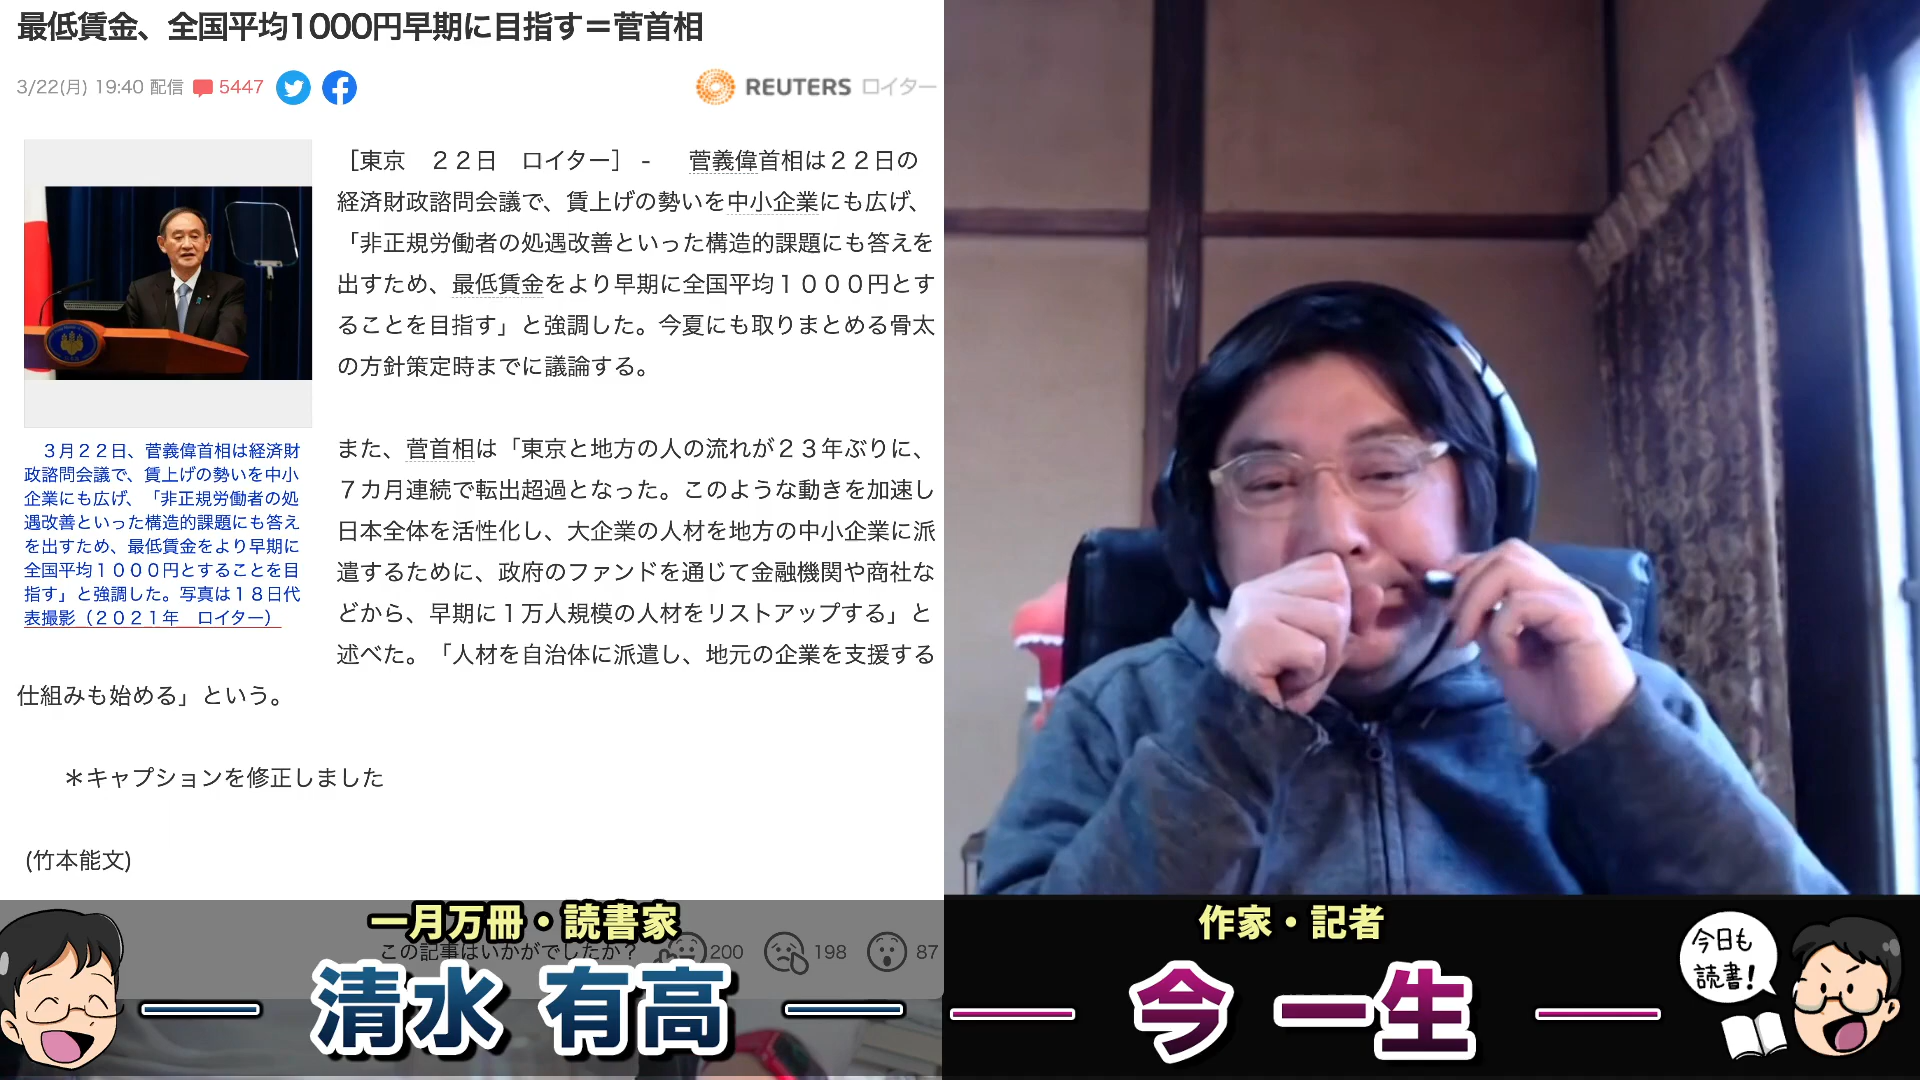 最低賃金、全国平均1000円早期に目指す＝菅首相
3/22(月) 19:40 配信 5447
REUTERS ロイター
［東京　２２日　ロイター］ -　菅義偉首相は２２日の
経済財政諮問会議で、賃上げの勢いを中小企業にも広げ、
「非正規労働者の処遇改善といった構造的課題にも答えを
出すため、最低賃金をより早期に全国平均１０００円とす
ることを目指す」と強調した。今夏にも取りまとめる骨太
の方針策定時までに議論する。
また、菅首相は「東京と地方の人の流れが２３年ぶりに、
７カ月連続で転出超過となった。このような動きを加速し
日本全体を活性化し、大企業の人材を地方の中小企業に派
遣するために、政府のファンドを通じて金融機関や商社な
どから、早期に１万人規模の人材をリストアップする」と
述べた。「人材を自治体に派遣し、地元の企業を支援する
仕組みも始める」という。
３月２２日、菅義偉首相は経済財
政諮問会議で、賃上げの勢いを中小
企業にも広げ、「非正規労働者の処
遇改善といった構造的課題にも答え
を出すため、最低賃金をより早期に
全国平均１０００円とすることを目
指す」と強調した。写真は１８日代
表撮影（２０２１年　ロイター）
＊キャプションを修正しました
(竹本能文)
この記事はいかがでしたか？ 200 198 87
一月万冊・読書家
清水 有高
作家・記者
今 一生
今日も
読書！